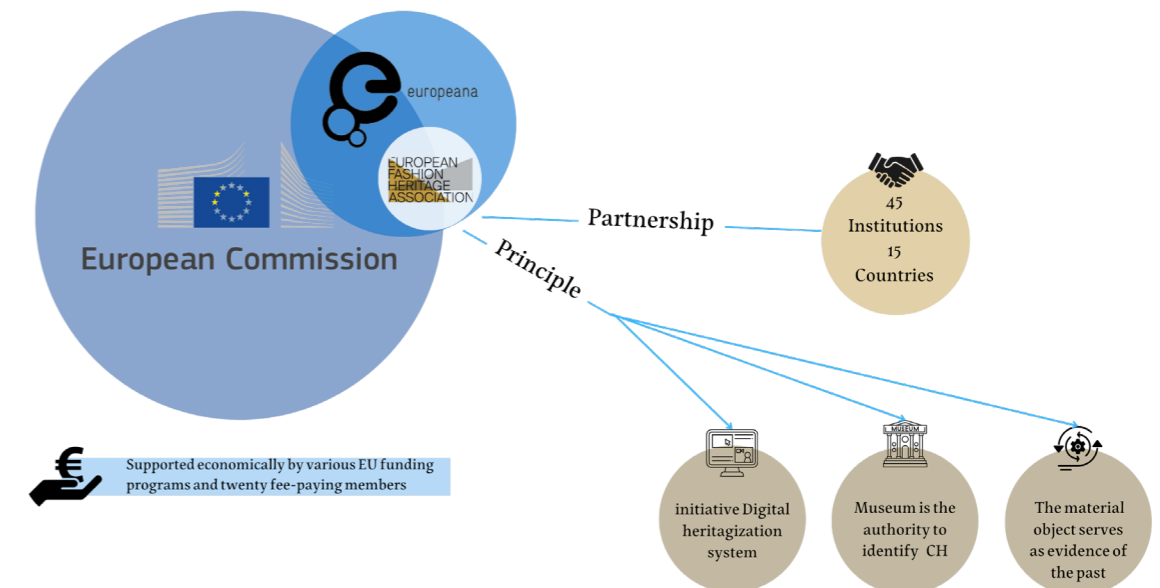 europeana
EUROPEAN
FASHION
HERITAGE
ASSOCIATION
European Commission
Partnership
Principle
45
Institutions
15
Countries
Supported economically by various EU funding
programs and twenty fee-paying members
MUSEUM
initiative Digital
heritagization
system
Museum is the
authority to
identify CH
The material
object serves
as evidence of
the past